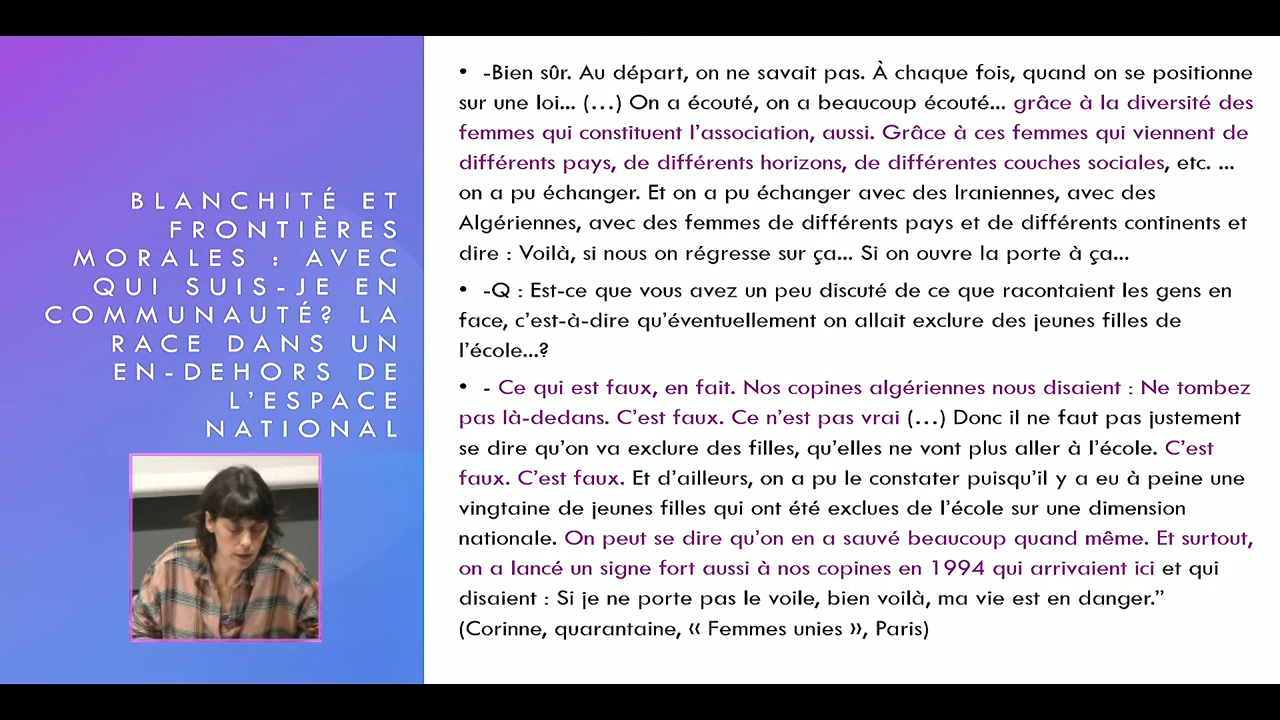 BLANCHITÉ ET
FRONTIÈRES
MORALES : AVEC
QUI SUIS-JE EN
COMMUNAUTÉ? LA
RACE DANS UN
EN-DEHORS DE
L’ESPACE
NATIONAL
• -Bien sûr. Au départ, on ne savait pas. À chaque fois, quand on se positionne
sur une loi... (…) On a écouté, on a beaucoup écouté... grâce à la diversité des
femmes qui constituent l’association, aussi. Grâce à ces femmes qui viennent de
différents pays, de différents horizons, de différentes couches sociales, etc. ...
on a pu échanger. Et on a pu échanger avec des Iraniennes, avec des
Algériennes, avec des femmes de différents pays et de différents continents et
dire : Voilà, si nous on régresse sur ça... Si on ouvre la porte à ça...
• -Q : Est-ce que vous avez un peu discuté de ce que racontaient les gens en
face, c’est-à-dire qu’éventuellement on allait exclure des jeunes filles de
l’école...?
• - Ce qui est faux, en fait. Nos copines algériennes nous disaient : Ne tombez
pas là-dedans. C’est faux. Ce n’est pas vrai (…) Donc il ne faut pas justement
se dire qu’on va exclure des filles, qu’elles ne vont plus aller à l’école. C’est
faux. C’est faux. Et d’ailleurs, on a pu le constater puisqu’il y a eu à peine une
vingtaine de jeunes filles qui ont été exclues de l’école sur une dimension
nationale. On peut se dire qu’on en a sauvé beaucoup quand même. Et surtout,
on a lancé un signe fort aussi à nos copines en 1994 qui arrivaient ici et qui
disaient : Si je ne porte pas le voile, bien voilà, ma vie est en danger.”
(Corinne, quarantaine, « Femmes unies », Paris)